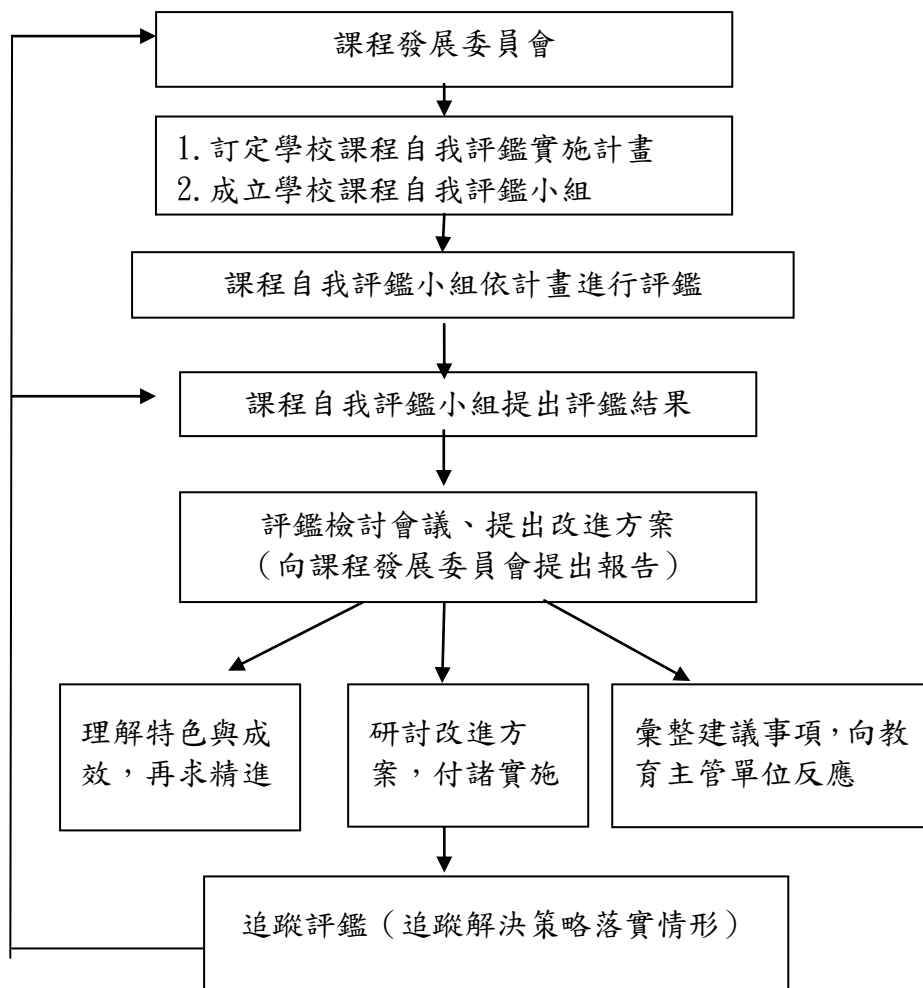 課程發展委員會
1.訂定學校課程自我評鑑實施計畫
2.成立學校課程自我評鑑小組
課程自我評鑑小組依計畫進行評鑑
課程自我評鑑小組提出評鑑結果
評鑑檢討會議、提出改進方案
（向課程發展委員會提出報告）
理解特色與成
效，再求精進
研討改進方
案，付諸實施
彙整建議事項，向教
育主管單位反應
追蹤評鑑（追蹤解決策略落實情形）